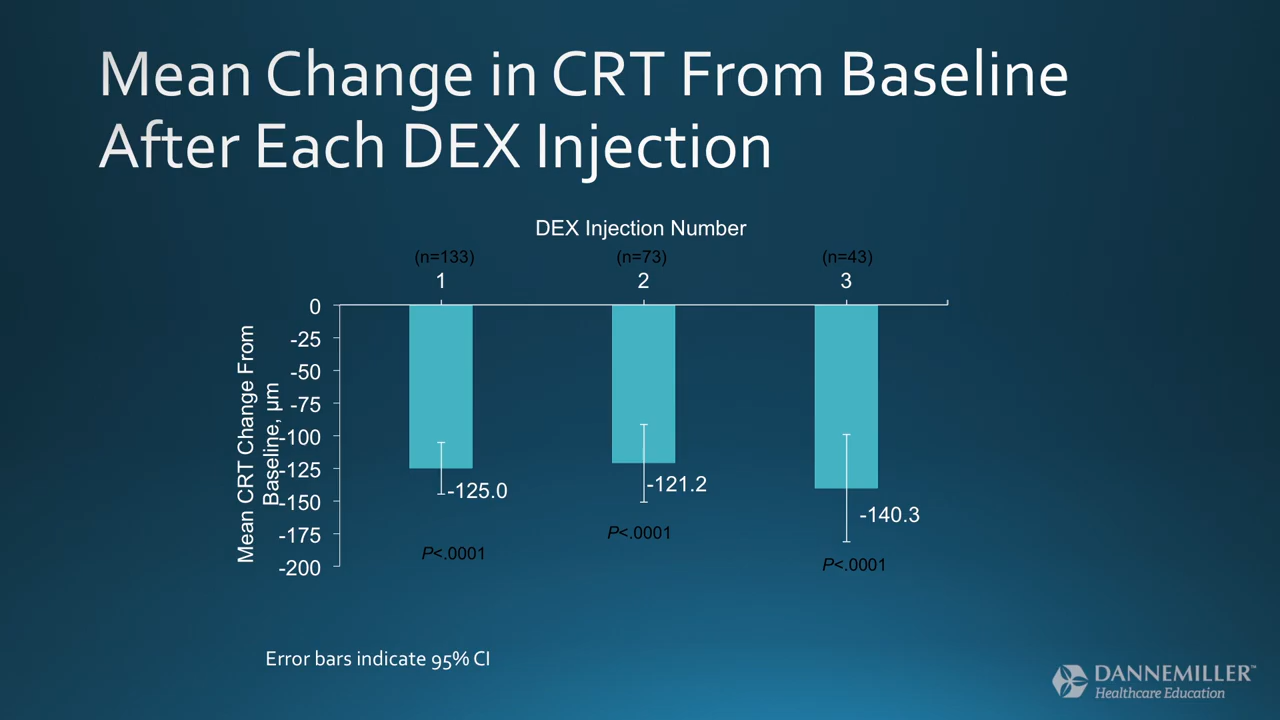 Mean Change in CRT From Baseline
After Each DEX Injection
DEX Injection Number
(n=133) (n=73) (n=43)
1 2 3
0
-25
-50
-75
-100
-125
-150
-175
-200
Mean CRT Change From
Baseline, µm
-125.0
-121.2
-140.3
P<.0001
P<.0001
P<.0001
Error bars indicate 95% CI
DANNEMILLER™
Healthcare Education